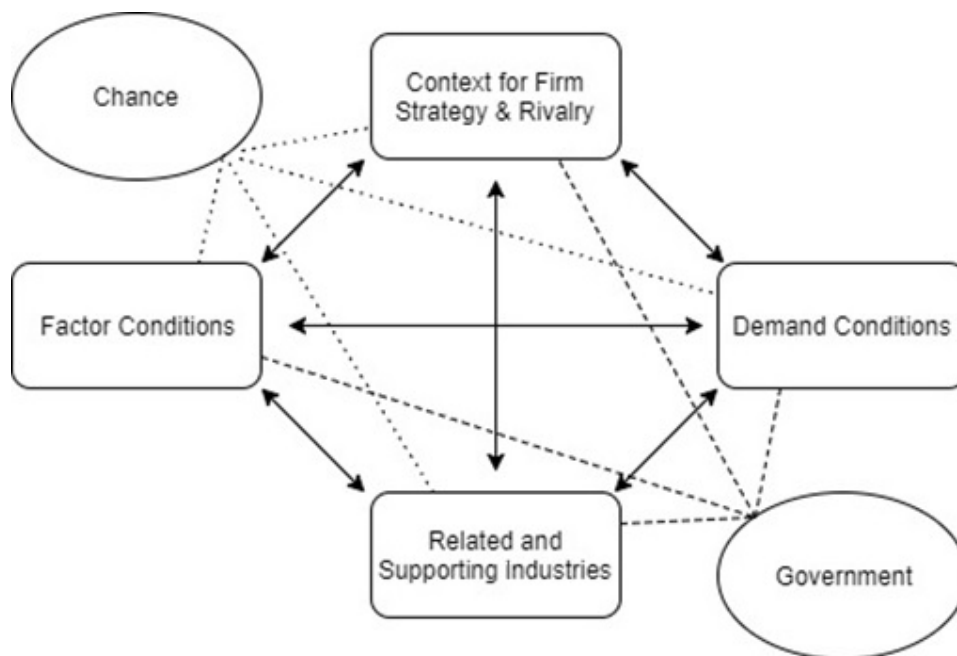 Chance
Context for Firm
Strategy & Rivalry
Factor Conditions
Demand Conditions
Related and
Supporting Industries
Government